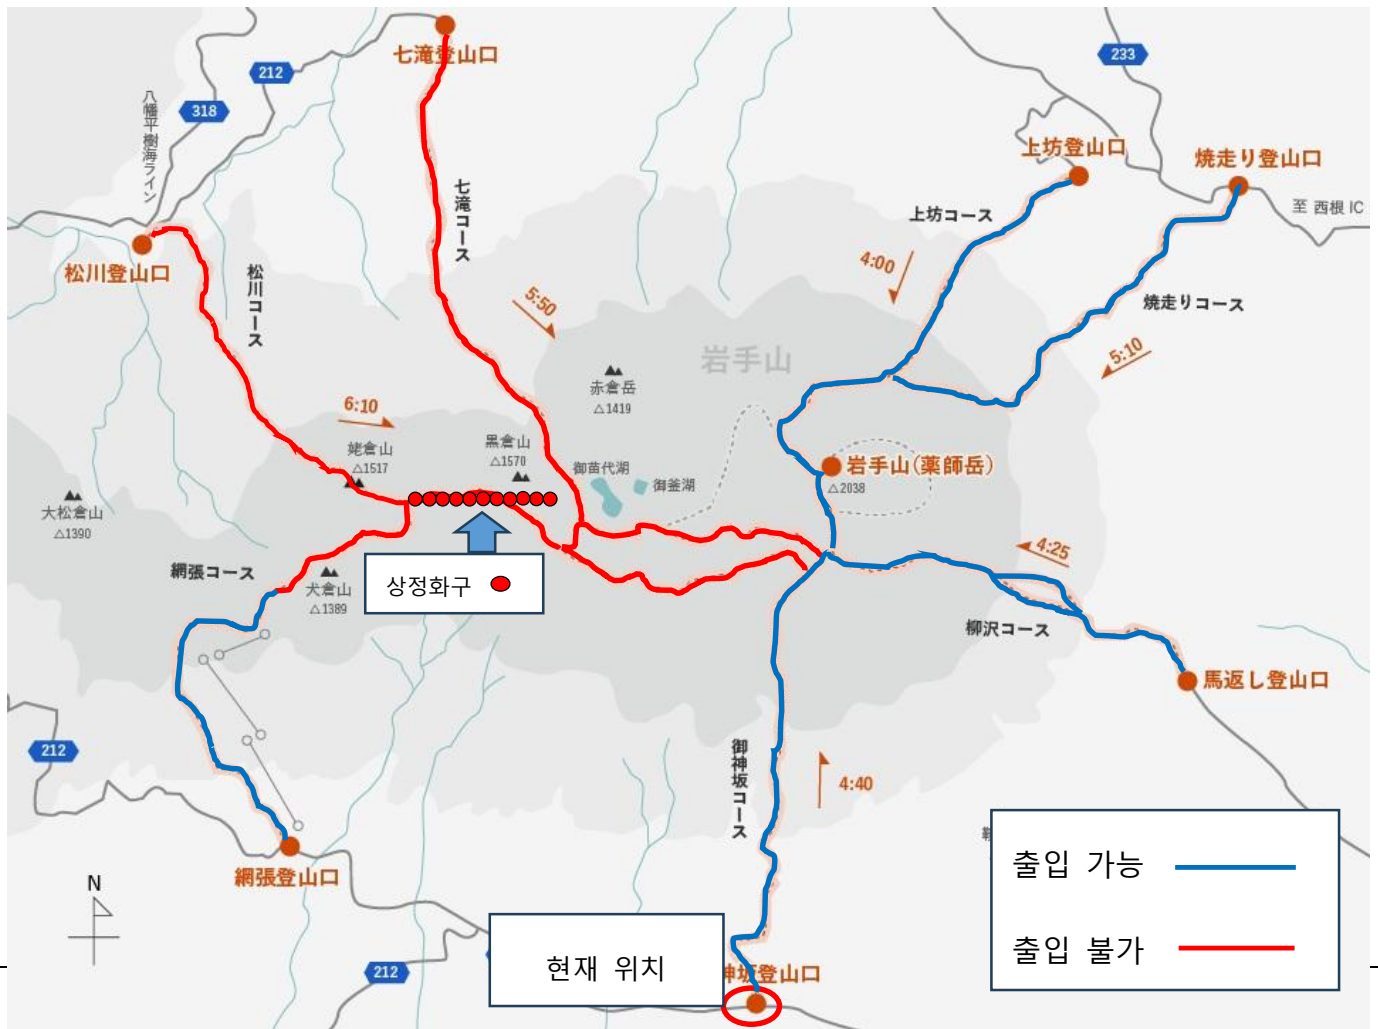 七滝登山口
212
318
233
八幡平樹海ライン
上坊登山口
焼走り登山口
至 西根 IC
七滝コース
上坊コース
松川登山口
松川コース
4:00
焼走りコース
5:50
5:10
岩手山
赤倉岳
△1419
6:10
姥倉山
△1517
黒倉山
△1570
御苗代湖
御釜湖
岩手山(薬師岳)
△2038
大松倉山
△1390
상정화구
網張コース
犬倉山
△1389
4:25
柳沢コース
馬返し登山口
212
御神坂コース
4:40
출입 가능
출입 불가
網張登山口
N
현재 위치
神坂登山口
212